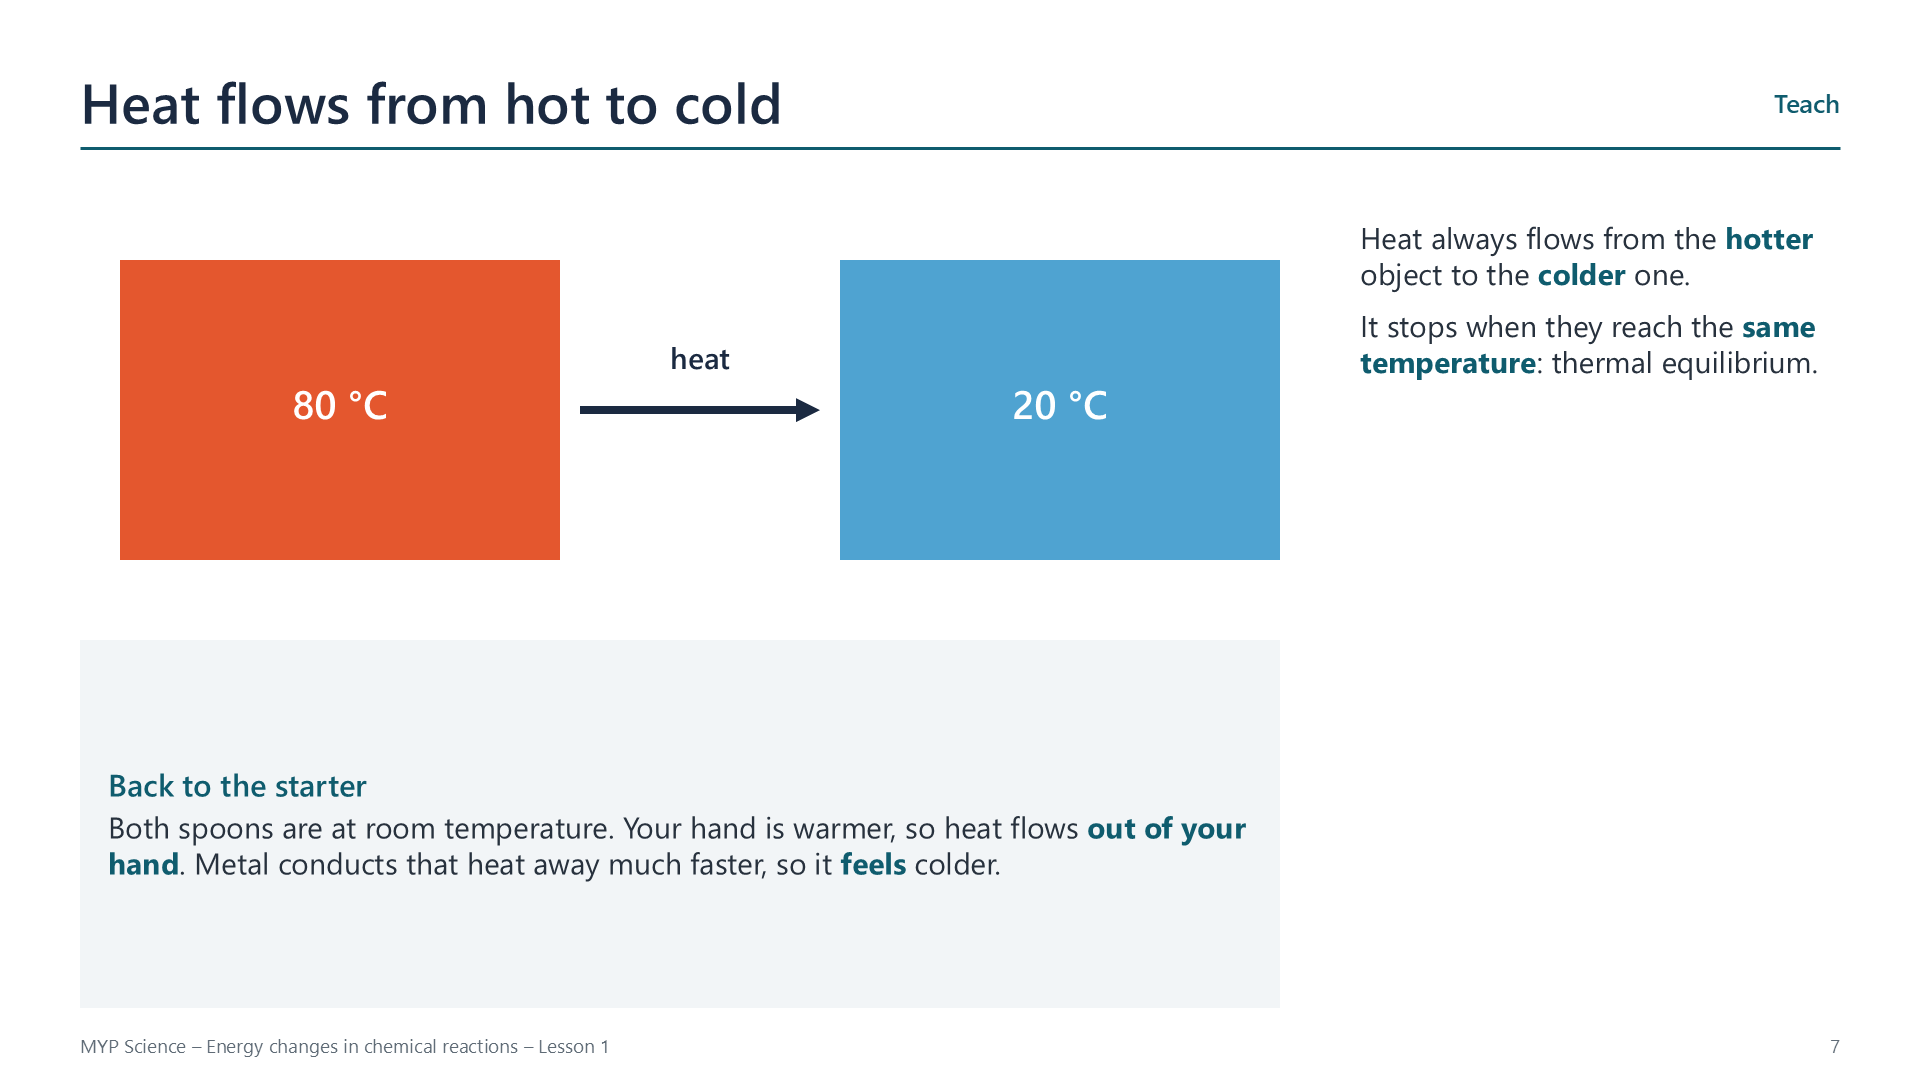 Heat flows from hot to cold
Teach
80 °C
heat
20 °C
Heat always flows from the hotter
object to the colder one.
It stops when they reach the same
temperature: thermal equilibrium.
Back to the starter
Both spoons are at room temperature. Your hand is warmer, so heat flows out of your
hand. Metal conducts that heat away much faster, so it feels colder.
MYP Science – Energy changes in chemical reactions – Lesson 1
7